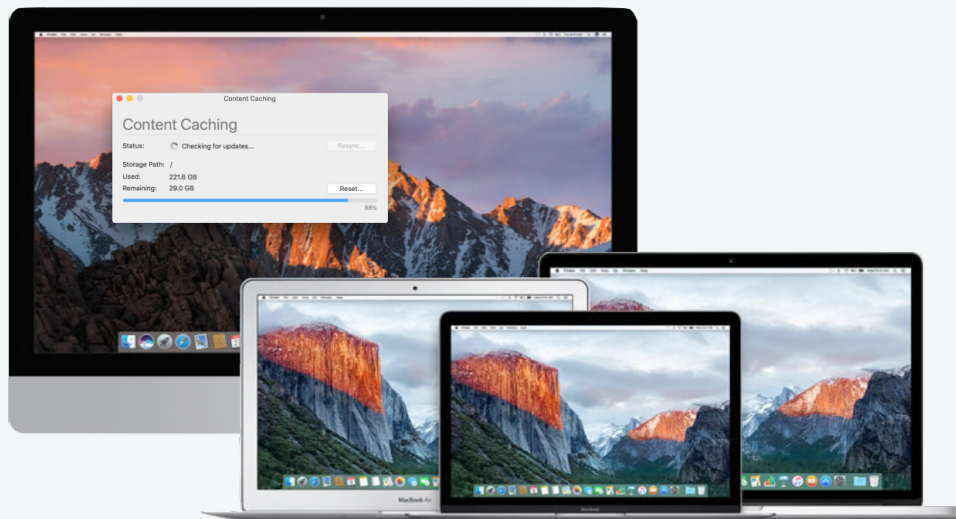 Content Caching
Content Caching
Status: Checking for updates... Resync...
Storage Path: /
Used: 221.6 GB
Remaining: 29.0 GB Reset...
88%
MacBook Air
MacBook